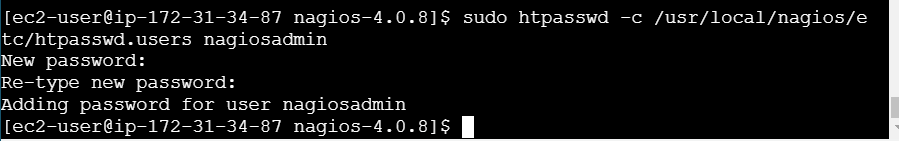 [ec2-user@ip-172-31-34-87 nagios-4.0.8]$ sudo htpasswd -c /usr/local/nagios/e
tc/htpasswd.users nagiosadmin
New password:
Re-type new password:
Adding password for user nagiosadmin
[ec2-user@ip-172-31-34-87 nagios-4.0.8]$